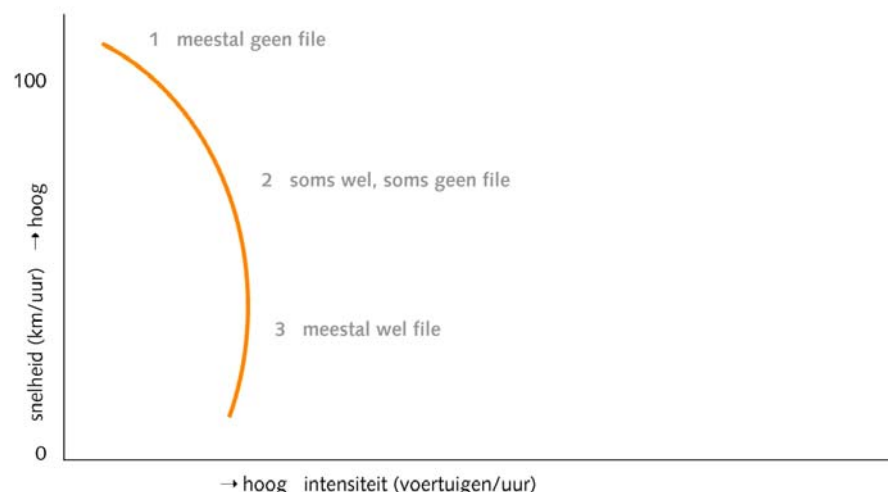 1 meestal geen file
100
2 soms wel, soms geen file
snelheid (km/uur) → hoog
3 meestal wel file
0
→ hoog intensiteit (voertuigen/uur)